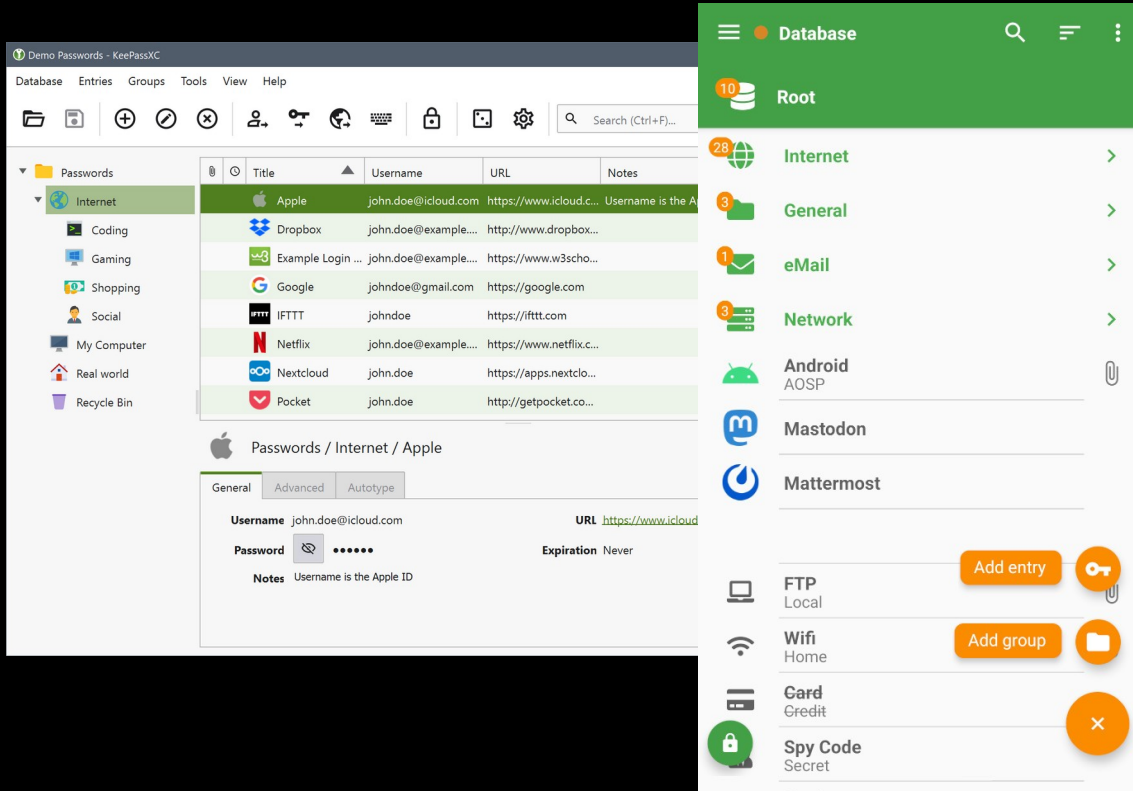 Demo Passwords - KeePassXC
Database Entries Groups Tools View Help
Search (Ctrl+F)...
Passwords
Internet
Coding
Gaming
Shopping
Social
My Computer
Real world
Recycle Bin
Title Username URL Notes
Apple john.doe@icloud.com https://www.icloud.c... Username is the A
Dropbox john.doe@example.... http://www.dropbox...
Example Login ... john.doe@example.... https://www.w3scho...
Google johndoe@gmail.com https://google.com
IFTTT IFTTT johndoe https://ifttt.com
Netflix john.doe@example.... https://www.netflix.c...
Nextcloud john.doe https://apps.nextclo...
Pocket john.doe http://getpocket.co...
Passwords / Internet / Apple
General Advanced Autotype
Username john.doe@icloud.com URL https://www.icloud
Password •••••• Expiration Never
Notes Username is the Apple ID
Database
10 Root
28 Internet
3 General
1 eMail
3 Network
Android
AOSP
Mastodon
Mattermost
Add entry
FTP
Local
Add group
Wifi
Home
Card
Credit
Spy Code
Secret